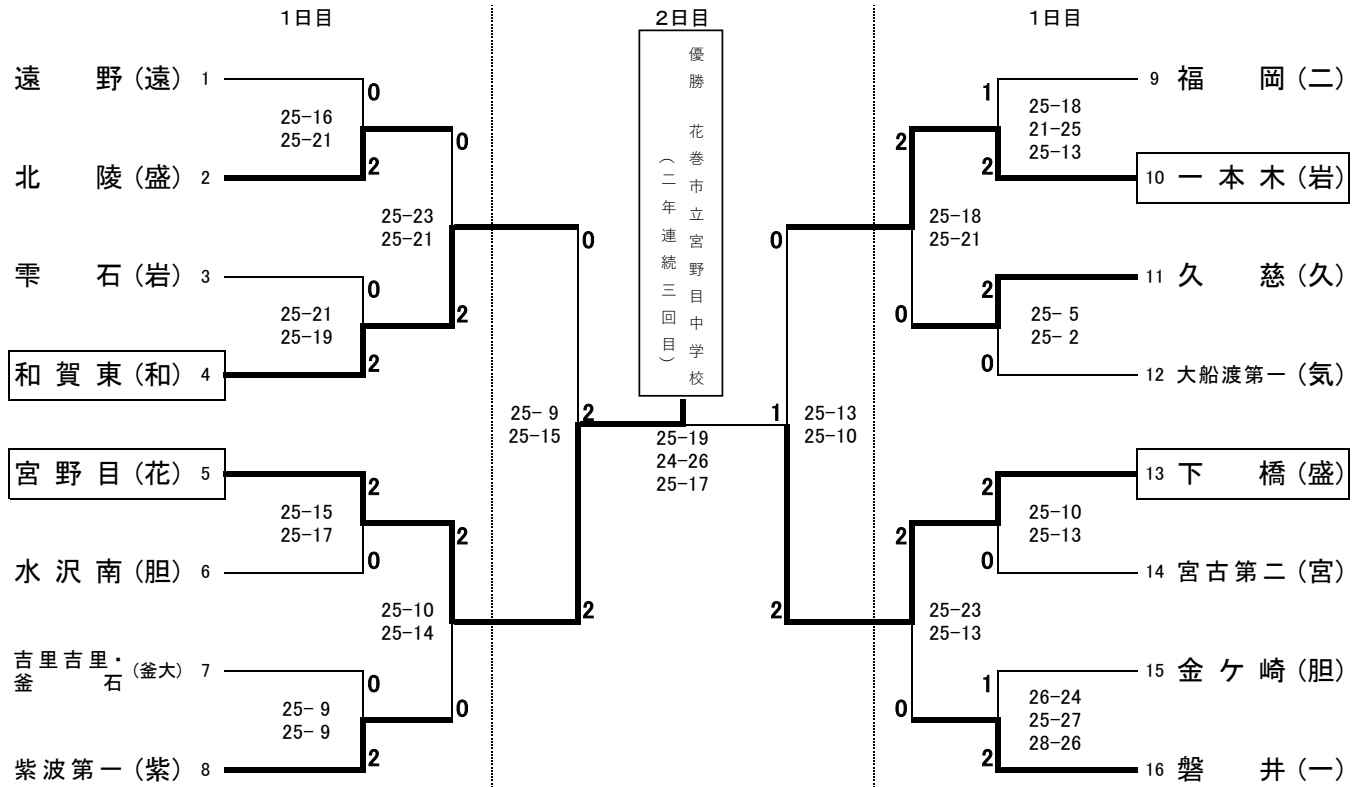 1日目
2日目
1日目
優勝 花巻市立宮野目中学校
（二年連続三回目）
遠野（遠） 1
0
25-16
25-21
2
北陵（盛） 2
0
25-23
25-21
2
雫石（岩） 3
0
25-21
25-19
2
和賀東（和） 4
0
25- 9
25-15
2
2
宮野目（花） 5
2
25-15
25-17
0
水沢南（胆） 6
2
25-10
25-14
0
吉里吉里・
釜石 （釜大） 7
0
25- 9
25- 9
2
紫波第一（紫） 8
25-19
24-26
25-17
1
9 福岡（二）
1
25-18
21-25
25-13
2
10 一本木（岩）
2
25-18
25-21
0
11 久慈（久）
2
25- 5
25- 2
0
12 大船渡第一（気）
0
25-13
25-10
2
13 下橋（盛）
2
25-10
25-13
0
14 宮古第二（宮）
2
25-23
25-13
0
15 金ケ崎（胆）
1
26-24
25-27
28-26
2
16 磐井（一）